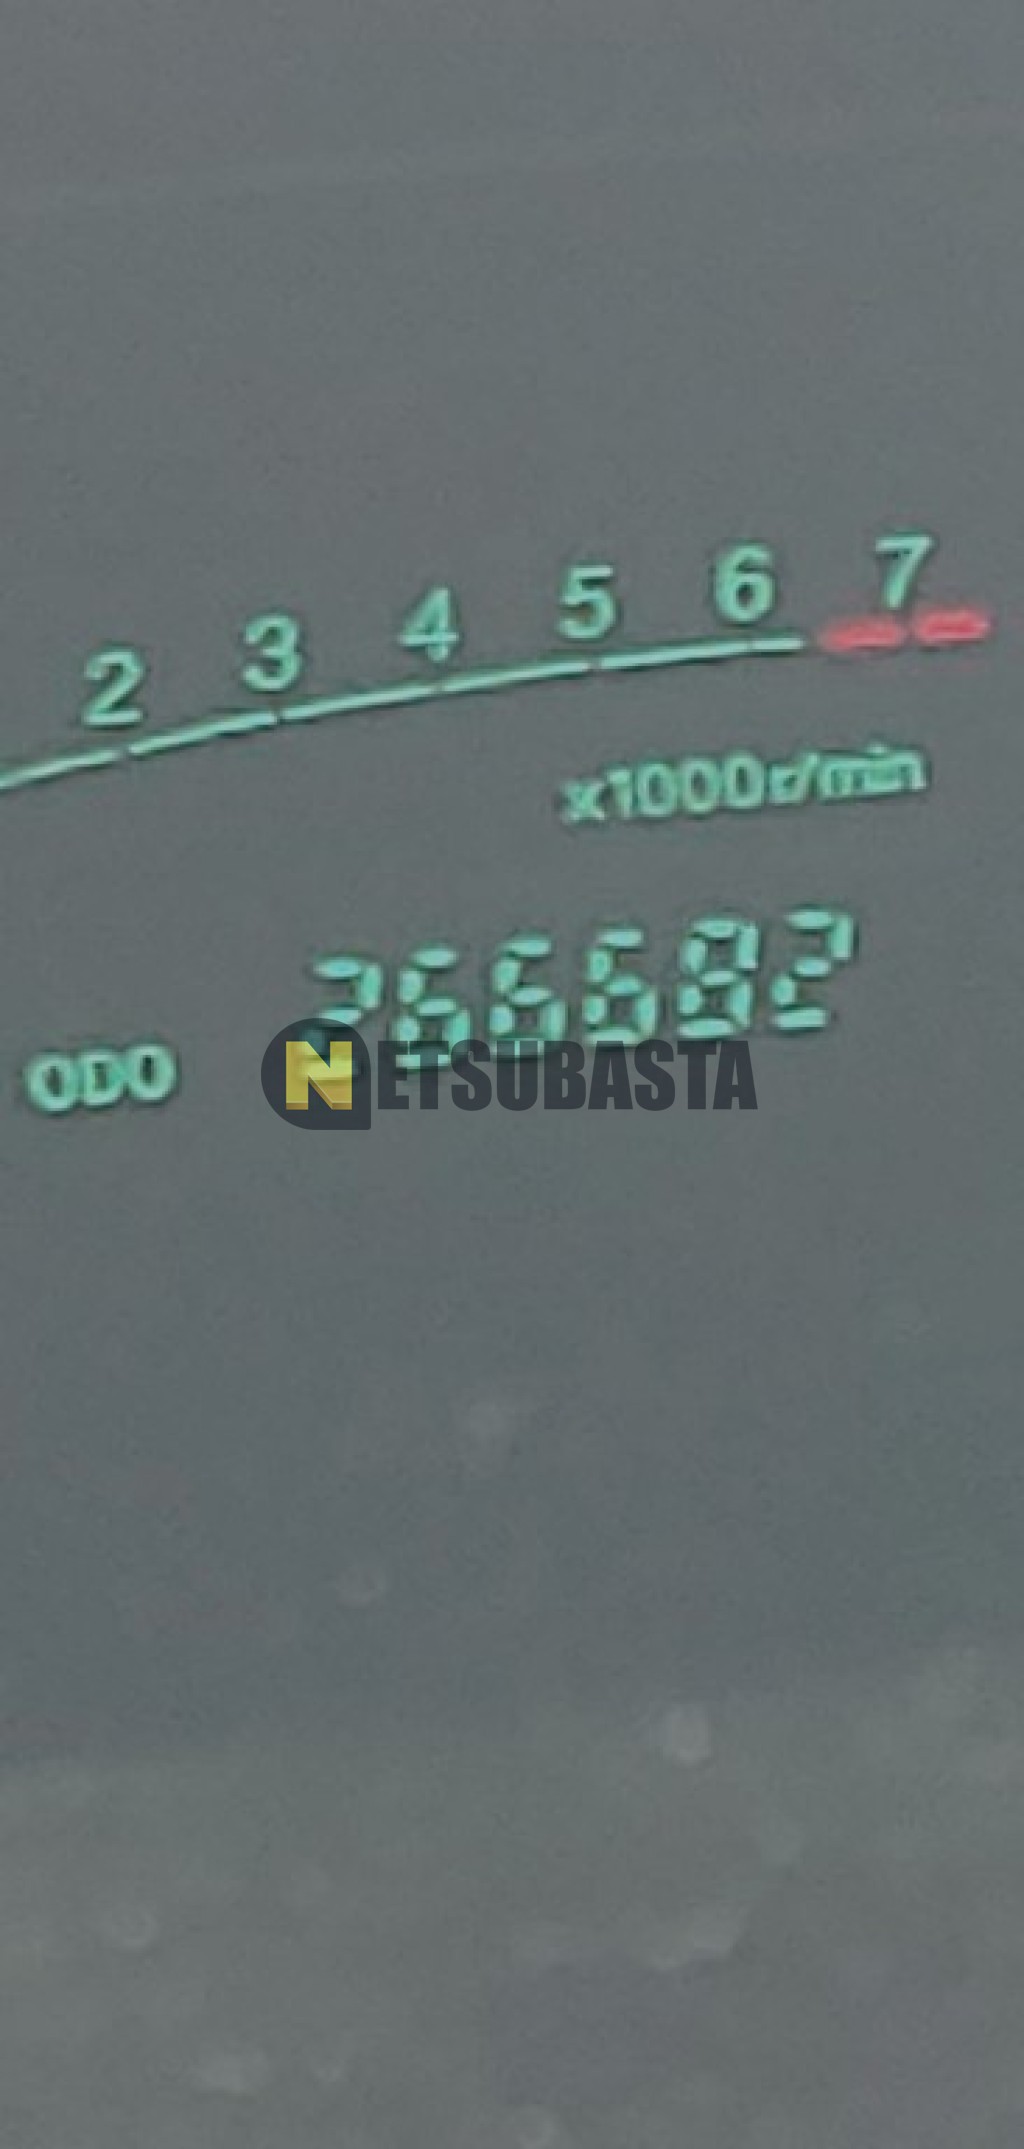 2 3 4 5 6 7
x1000r/min
ODO 266682
NETSUBASTA